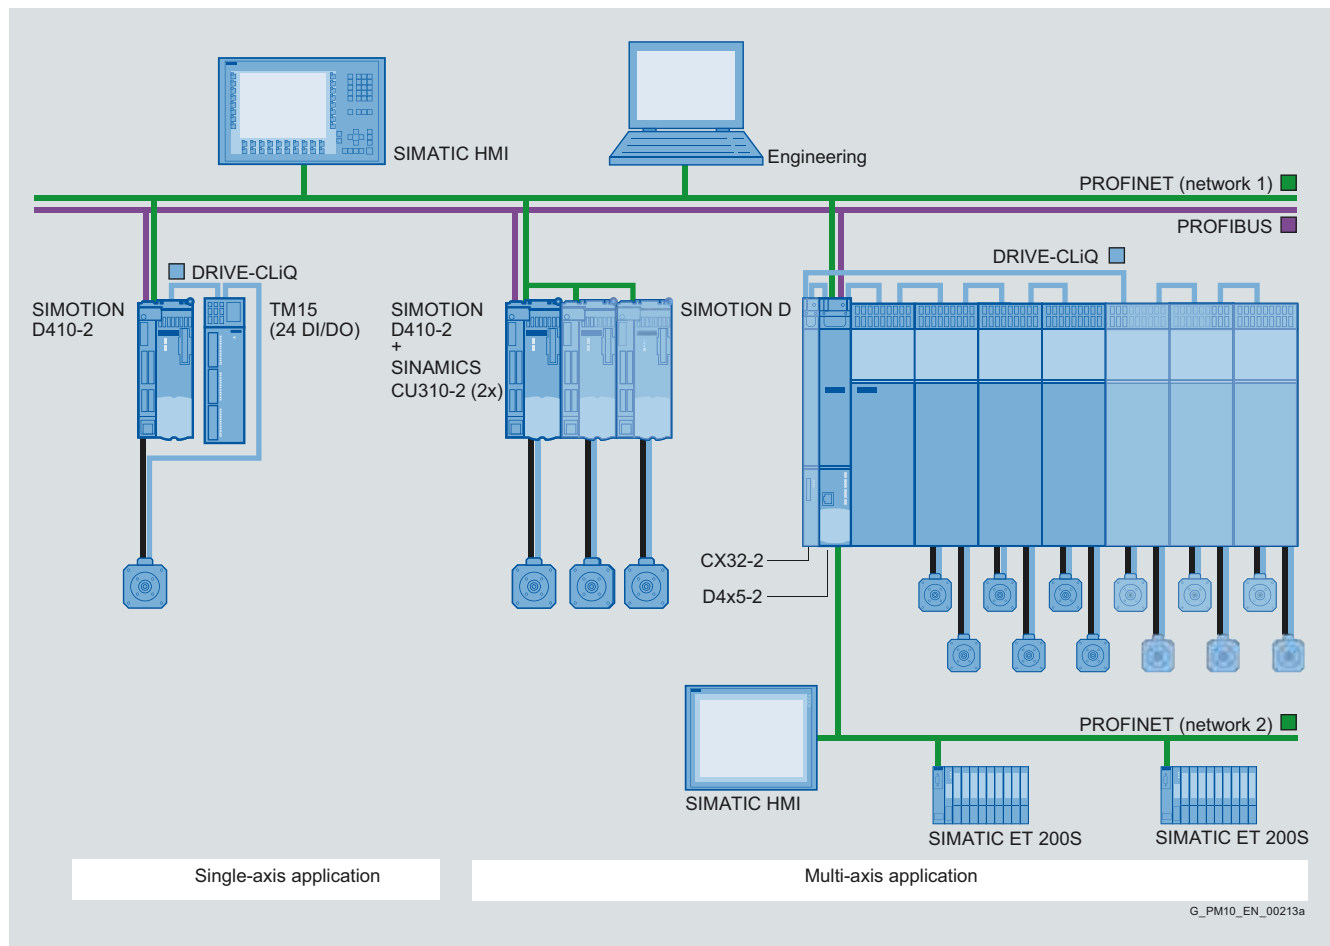 SIMATIC HMI
Engineering
PROFINET (network 1)
PROFIBUS
DRIVE-CLiQ
DRIVE-CLiQ
SIMOTION
D410-2
TM15
(24 DI/DO)
SIMOTION
D410-2
+
SINAMICS
CU310-2 (2x)
SIMOTION D
CX32-2
D4x5-2
PROFINET (network 2)
SIMATIC HMI
SIMATIC ET 200S
SIMATIC ET 200S
Single-axis application
Multi-axis application
G_PM10_EN_00213a